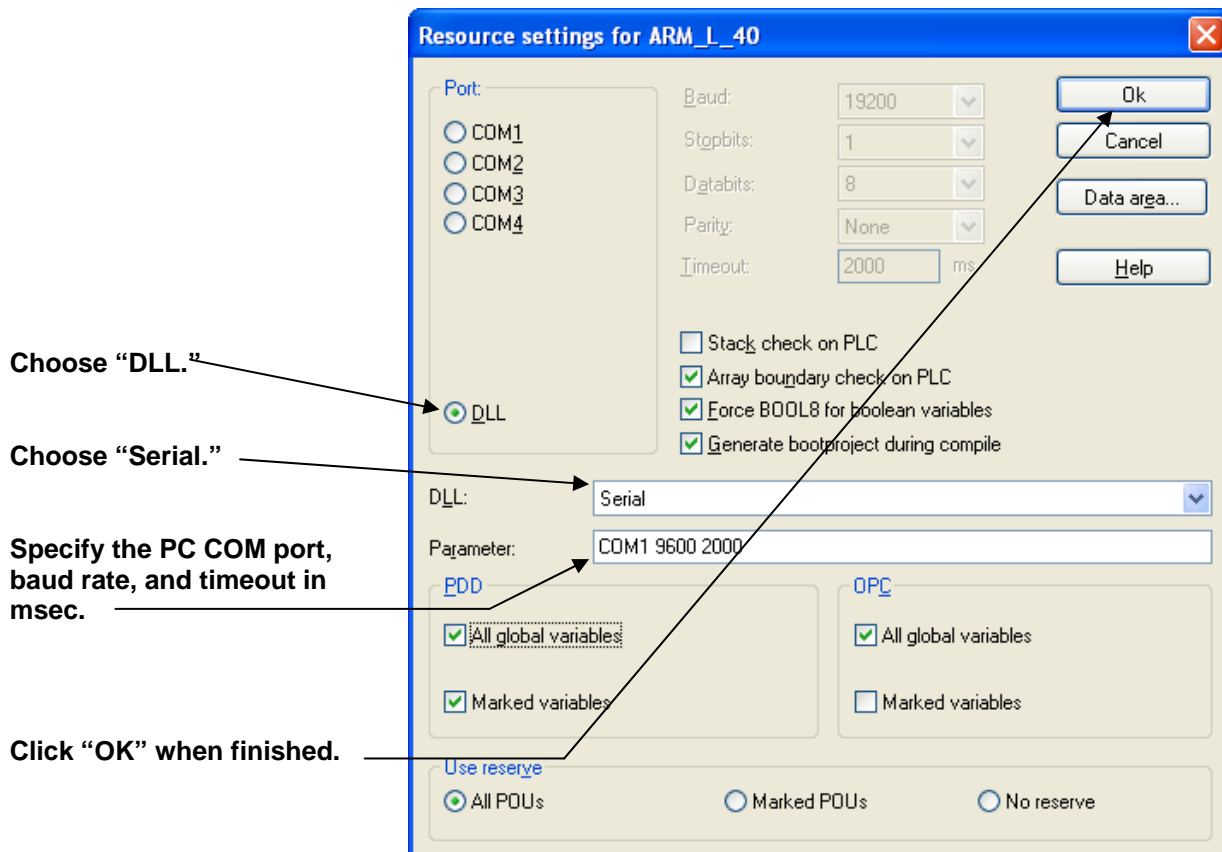 Resource settings for ARM_L_40
Port:
COM1
COM2
COM3
COM4
DLL
Baud: 19200
Stopbits: 1
Databits: 8
Parity: None
Timeout: 2000 ms
Ok
Cancel
Data area...
Help
Stack check on PLC
Array boundary check on PLC
Force BOOL8 for boolean variables
Generate bootproject during compile
Choose “DLL.”
Choose “Serial.”
DLL: Serial
Specify the PC COM port,
baud rate, and timeout in
msec.
Parameter: COM1 9600 2000
PDD
All global variables
Marked variables
OPC
All global variables
Marked variables
Click “OK” when finished.
Use reserve
All POUs Marked POUs No reserve